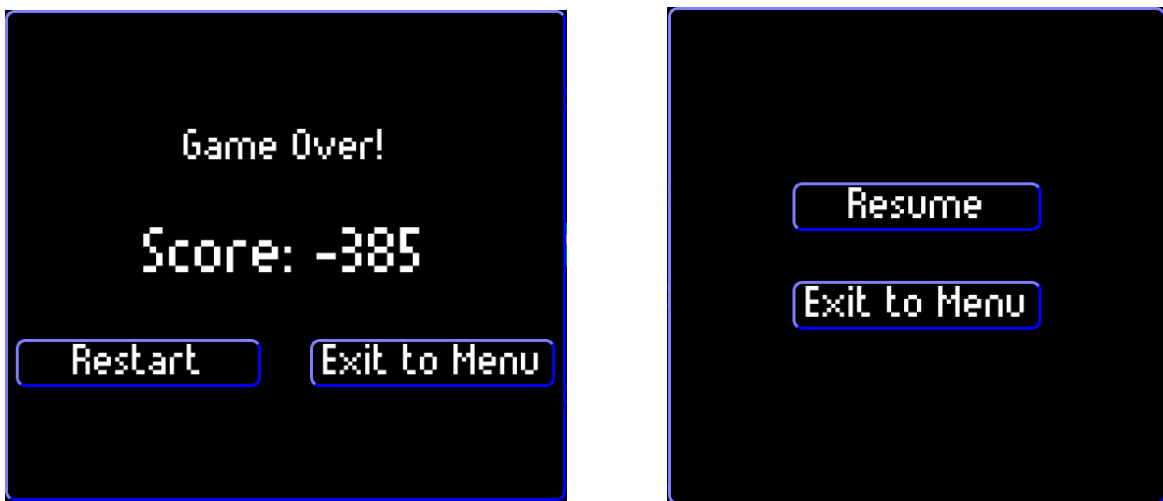 Game Over!
Score: -385
Restart
Exit to Menu
Resume
Exit to Menu